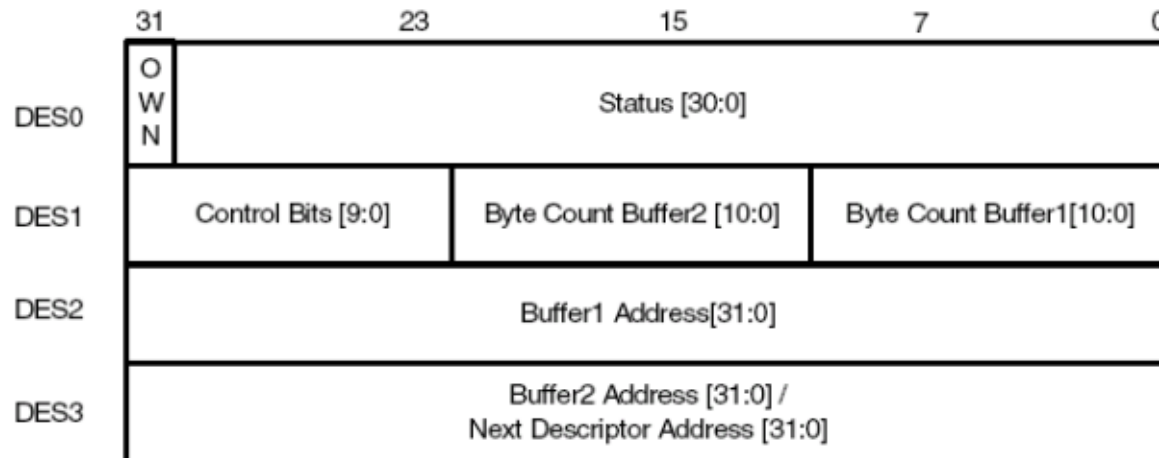 31 23 15 7 0
DES0 O W N Status [30:0]
DES1 Control Bits [9:0] Byte Count Buffer2 [10:0] Byte Count Buffer1[10:0]
DES2 Buffer1 Address[31:0]
DES3 Buffer2 Address [31:0] /
Next Descriptor Address [31:0]